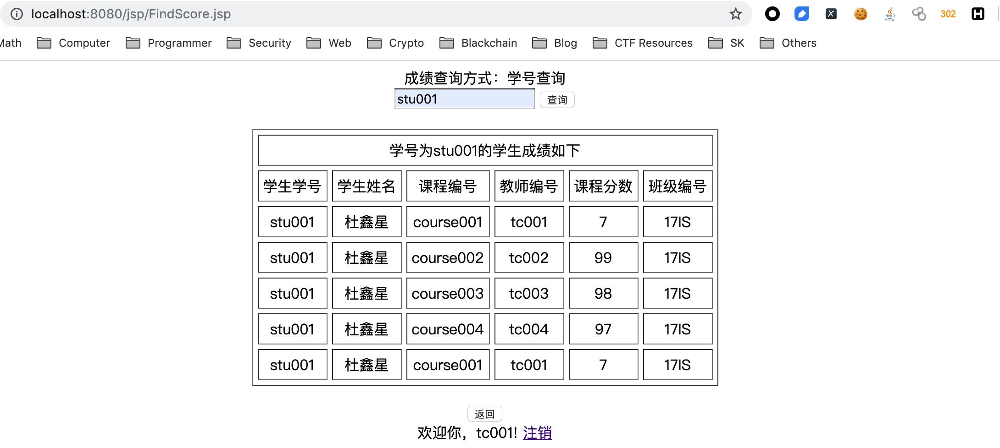 localhost:8080/jsp/FindScore.jsp 302
Math Computer Programmer Security Web Crypto Blackchain Blog CTF Resources SK Others
成绩查询方式：学号查询
stu001 查询
学号为stu001的学生成绩如下
学生学号 学生姓名 课程编号 教师编号 课程分数 班级编号
stu001 杜鑫星 course001 tc001 7 17IS
stu001 杜鑫星 course002 tc002 99 17IS
stu001 杜鑫星 course003 tc003 98 17IS
stu001 杜鑫星 course004 tc004 97 17IS
stu001 杜鑫星 course001 tc001 7 17IS
返回
欢迎你，tc001! 注销